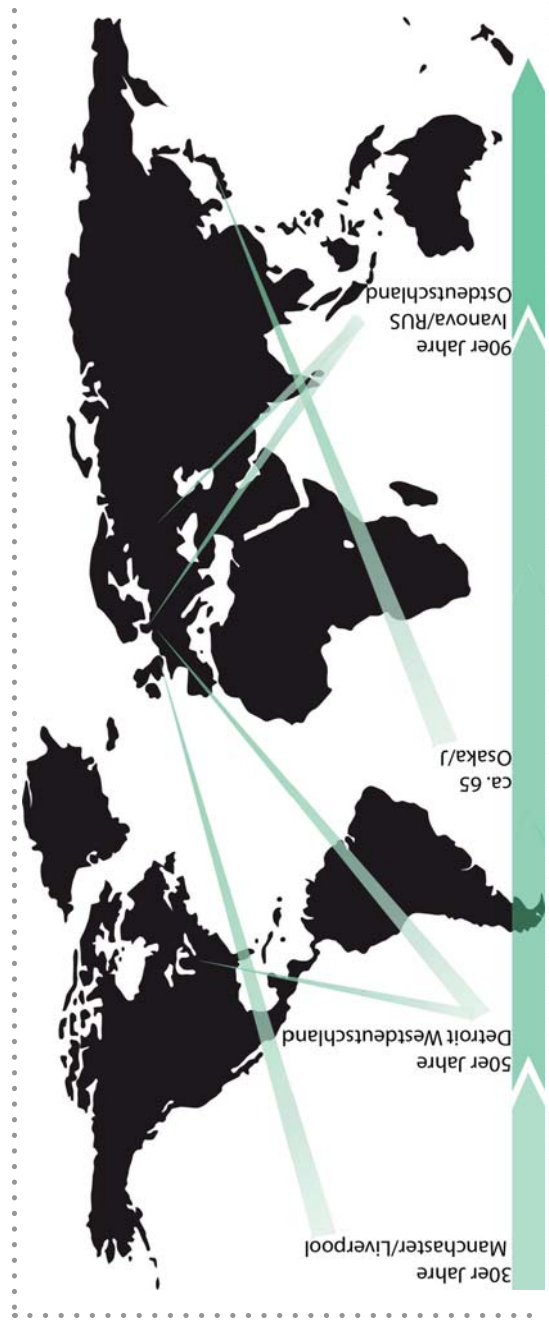 30er Jahre
Manchaster/Liverpool
50er Jahre
Detroit Westdeutschland
ca. 65
Osaka/J
90er Jahre
Ivanova/RUS
Ostdeutschland